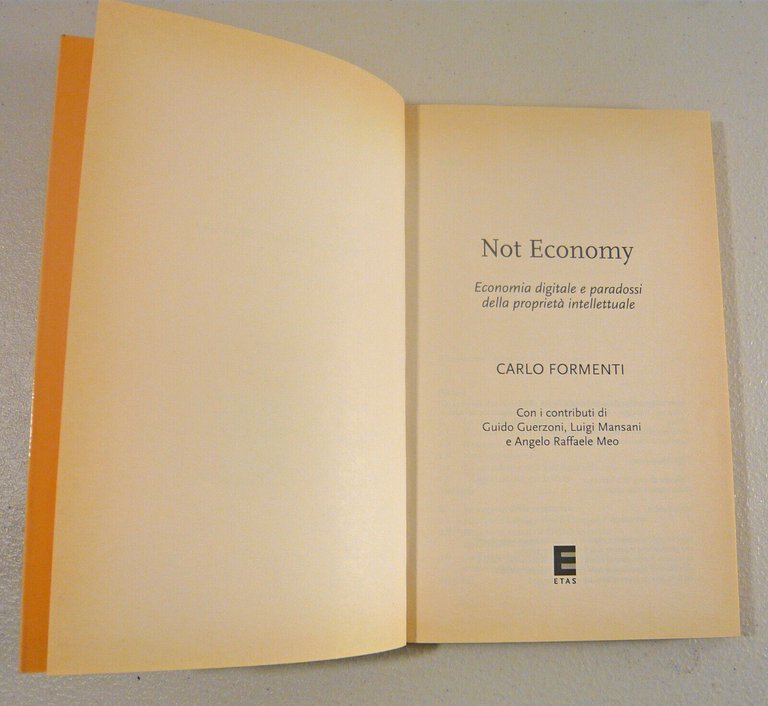 Not Economy
Economia digitale e paradossi
della proprietà intellettuale
CARLO FORMENTI
Con i contributi di
Guido Guerzoni, Luigi Mansani
e Angelo Raffaele Meo
E
ETAS